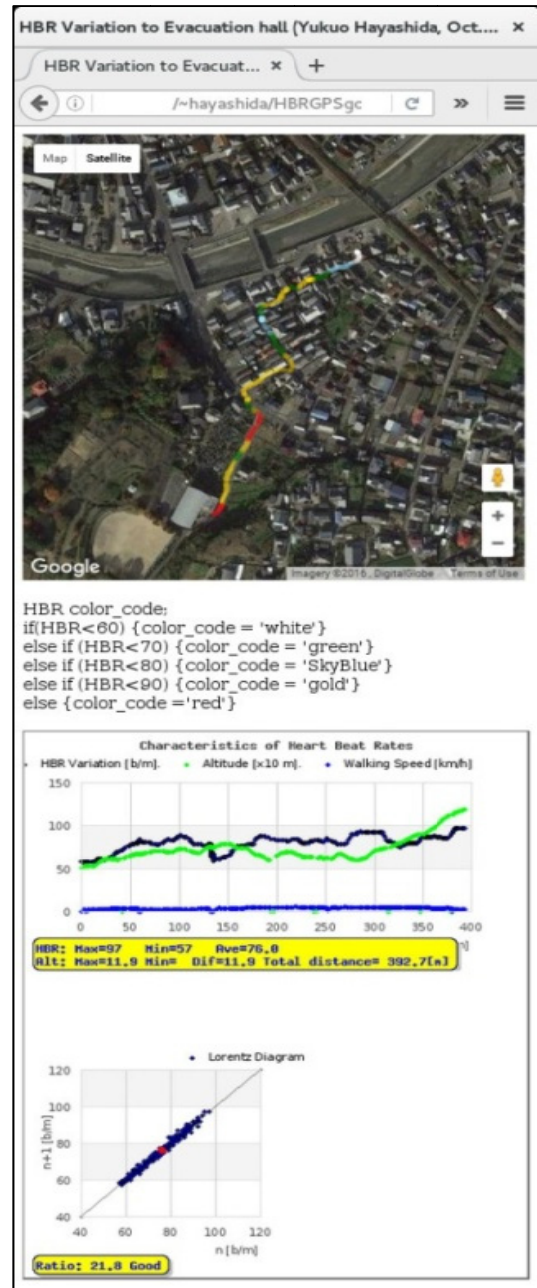 HBR Variation to Evacuation hall (Yukuo Hayashida, Oct.... ×
HBR Variation to Evacuat... × +
/~hayashida/HBRGPSgc
Map Satellite
+
−
Google
Imagery ©2016, DigitalGlobe Terms of Use
HBR color_code;
if(HBR<60) {color_code = 'white'}
else if (HBR<70) {color_code = 'green'}
else if (HBR<80) {color_code = 'SkyBlue'}
else if (HBR<90) {color_code = 'gold'}
else {color_code ='red'}
Characteristics of Heart Beat Rates
HBR Variation [b/m]. Altitude [x10 m]. Walking Speed [km/h]
150
100
50
0
0 50 100 150 200 250 300 350 400
HBR: Max=97 Min=57 Ave=76.0
Alt: Max=11.9 Min= Dif=11.9 Total distance= 392.7[m]
Lorentz Diagram
120
100
80
60
40
n+1 [b/m]
40 60 80 100 120
n [b/m]
Ratio: 21.8 Good